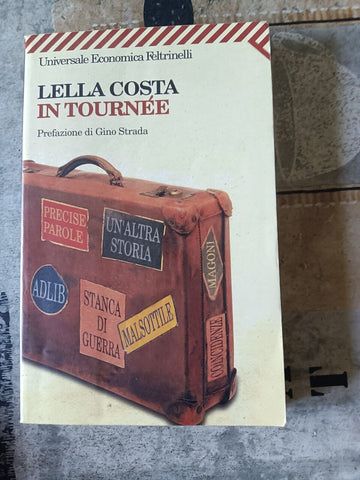 Universale Economica Feltrinelli
LELLA COSTA
IN TOURNÉE
Prefazione di Gino Strada
PRECISE
PAROLE
UN'ALTRA
STORIA
MAGONI
ADLIB
STANCA
DI
GUERRA
MALSOTTILE
COINCIDENZE
T